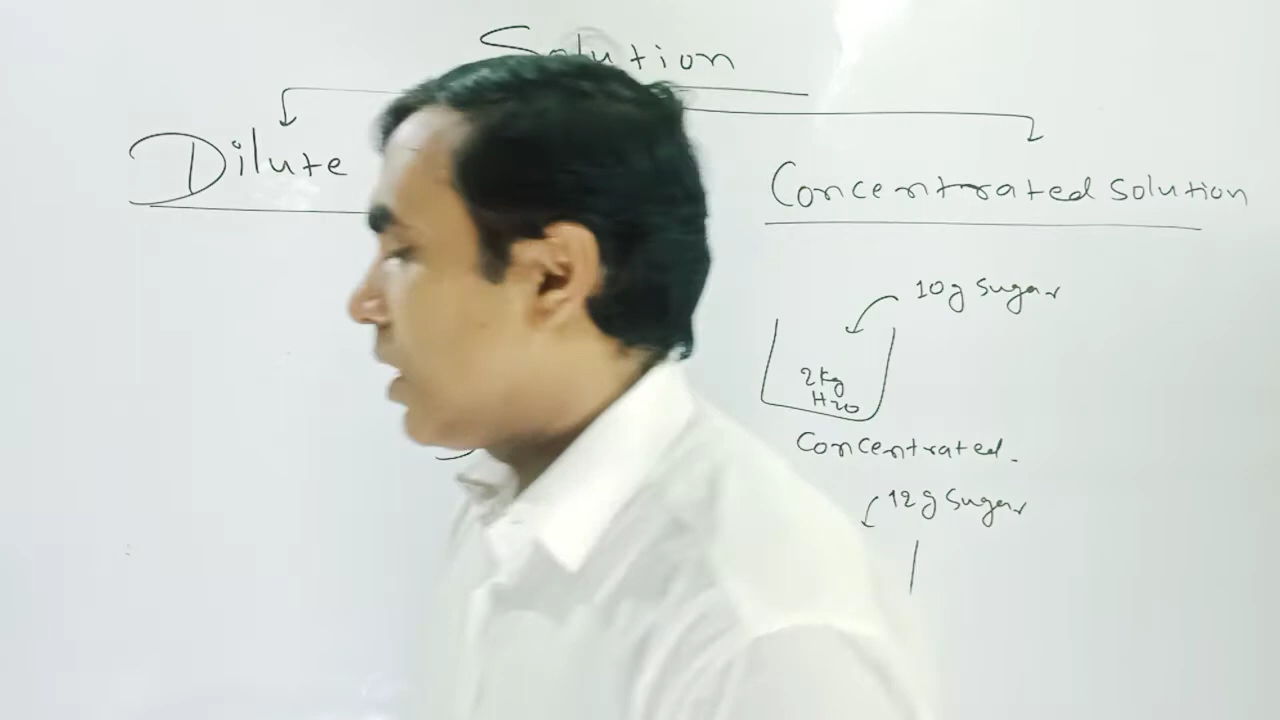 Solution
Dilute
Concentrated solution
10g sugar
2kg
H2O
Concentrated.
12g sugar